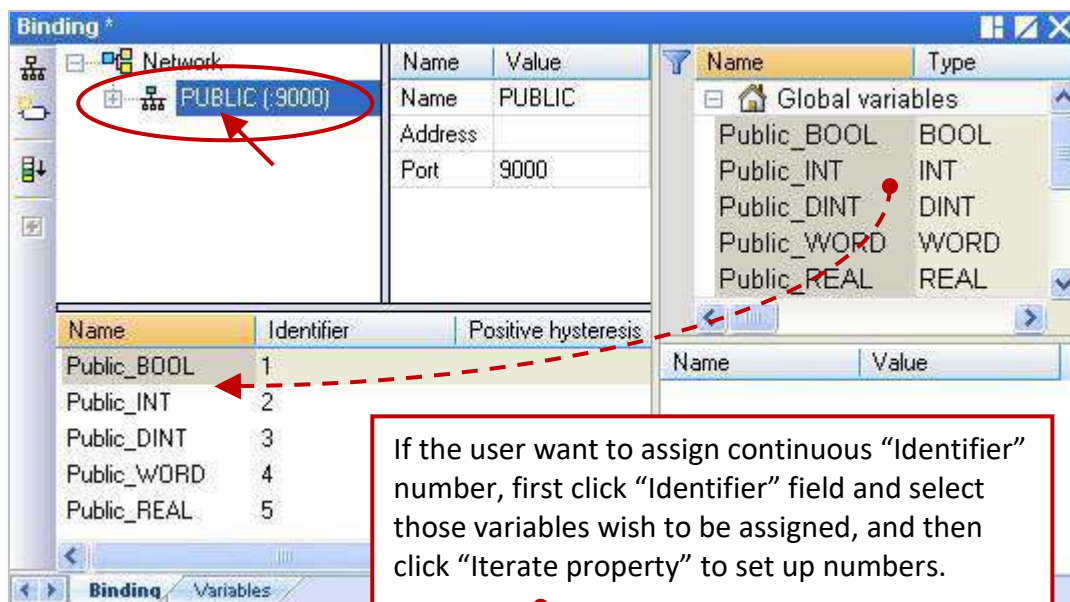 Binding *
Network
PUBLIC (:9000)
Name Value
Name PUBLIC
Address
Port 9000
Name Type
Global variables
Public_BOOL BOOL
Public_INT INT
Public_DINT DINT
Public_WORD WORD
Public_REAL REAL
Name Identifier Positive hysteresis
Public_BOOL 1
Public_INT 2
Public_DINT 3
Public_WORD 4
Public_REAL 5
Name Value
If the user want to assign continuous “Identifier”
number, first click “Identifier” field and select
those variables wish to be assigned, and then
click “Iterate property” to set up numbers.
Binding Variables